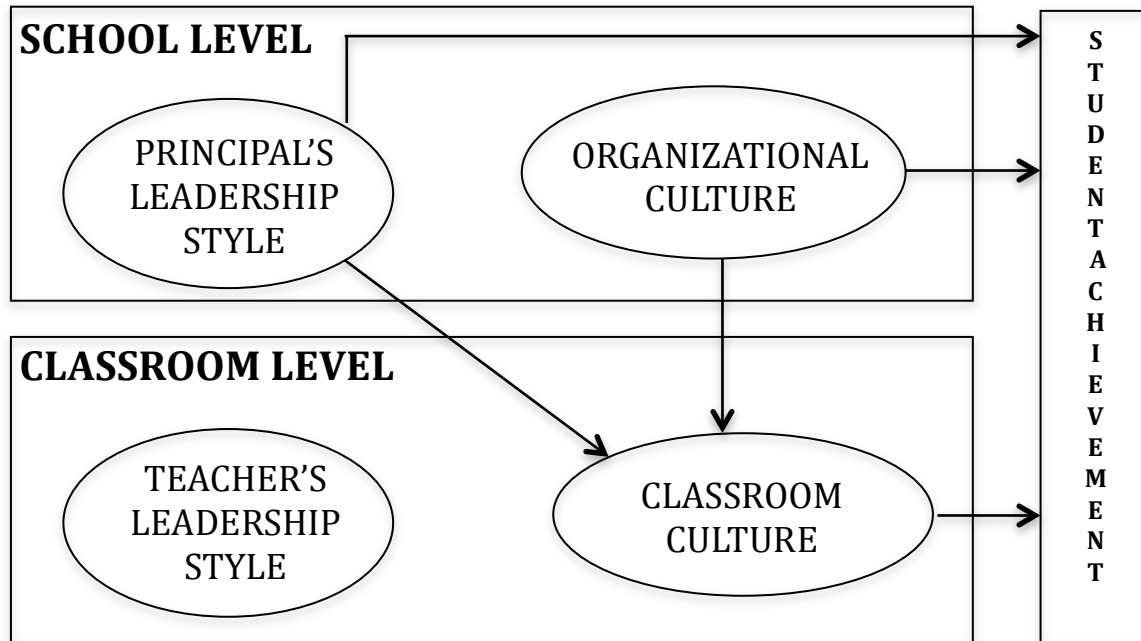 SCHOOL LEVEL
PRINCIPAL'S
LEADERSHIP
STYLE
ORGANIZATIONAL
CULTURE
CLASSROOM LEVEL
TEACHER'S
LEADERSHIP
STYLE
CLASSROOM
CULTURE
S
T
U
D
E
N
T
A
C
H
I
E
V
E
M
E
N
T